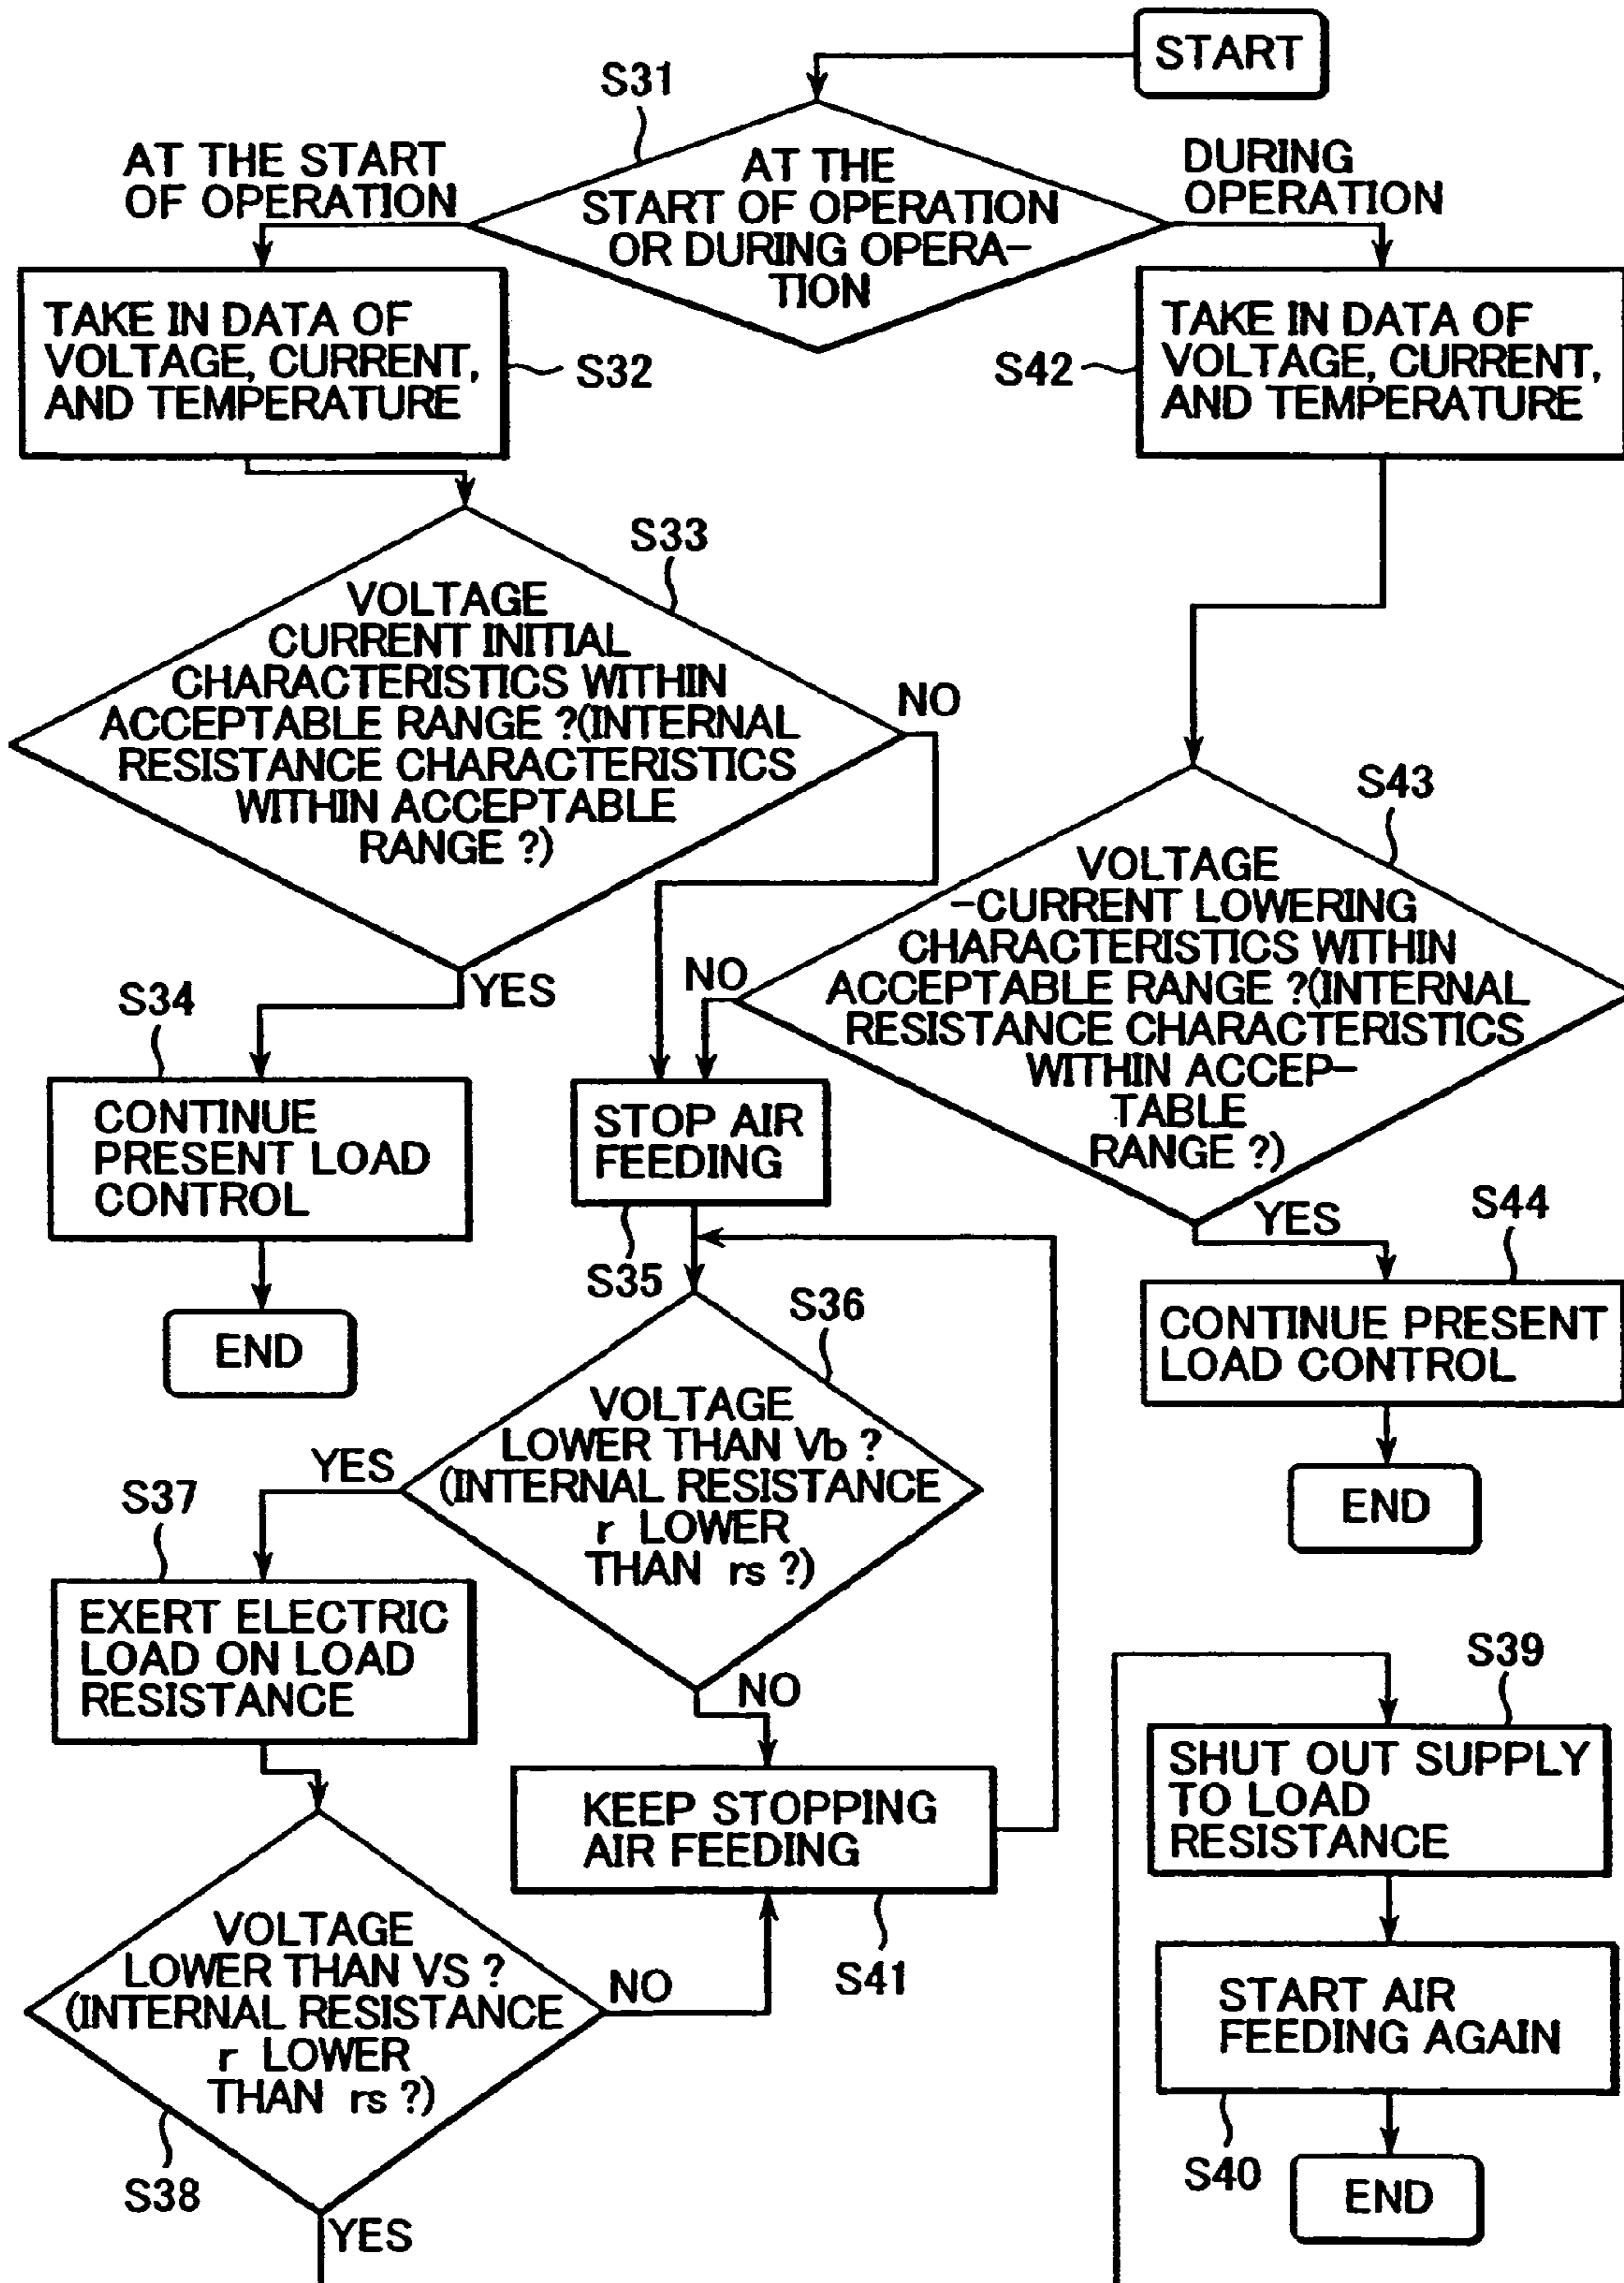 START
S31
AT THE START
OF OPERATION
AT THE
START OF OPERATION
OR DURING OPERA-
TION
DURING
OPERATION
TAKE IN DATA OF
VOLTAGE, CURRENT,
AND TEMPERATURE
S32
S42
TAKE IN DATA OF
VOLTAGE, CURRENT,
AND TEMPERATURE
S33
VOLTAGE
CURRENT INITIAL
CHARACTERISTICS WITHIN
ACCEPTABLE RANGE ?(INTERNAL
RESISTANCE CHARACTERISTICS
WITHIN ACCEPTABLE
RANGE ?)
NO
YES
S43
VOLTAGE
-CURRENT LOWERING
CHARACTERISTICS WITHIN
ACCEPTABLE RANGE ?(INTERNAL
RESISTANCE CHARACTERISTICS
WITHIN ACCEP-
TABLE
RANGE ?)
NO
YES
S34
CONTINUE
PRESENT LOAD
CONTROL
END
STOP AIR
FEEDING
S35
S44
CONTINUE PRESENT
LOAD CONTROL
END
S36
VOLTAGE
LOWER THAN Vb ?
(INTERNAL RESISTANCE
r LOWER
THAN rs ?)
YES
NO
S37
EXERT ELECTRIC
LOAD ON LOAD
RESISTANCE
KEEP STOPPING
AIR FEEDING
S41
VOLTAGE
LOWER THAN VS ?
(INTERNAL RESISTANCE
r LOWER
THAN rs ?)
NO
S38
YES
S39
SHUT OUT SUPPLY
TO LOAD
RESISTANCE
START AIR
FEEDING AGAIN
S40
END